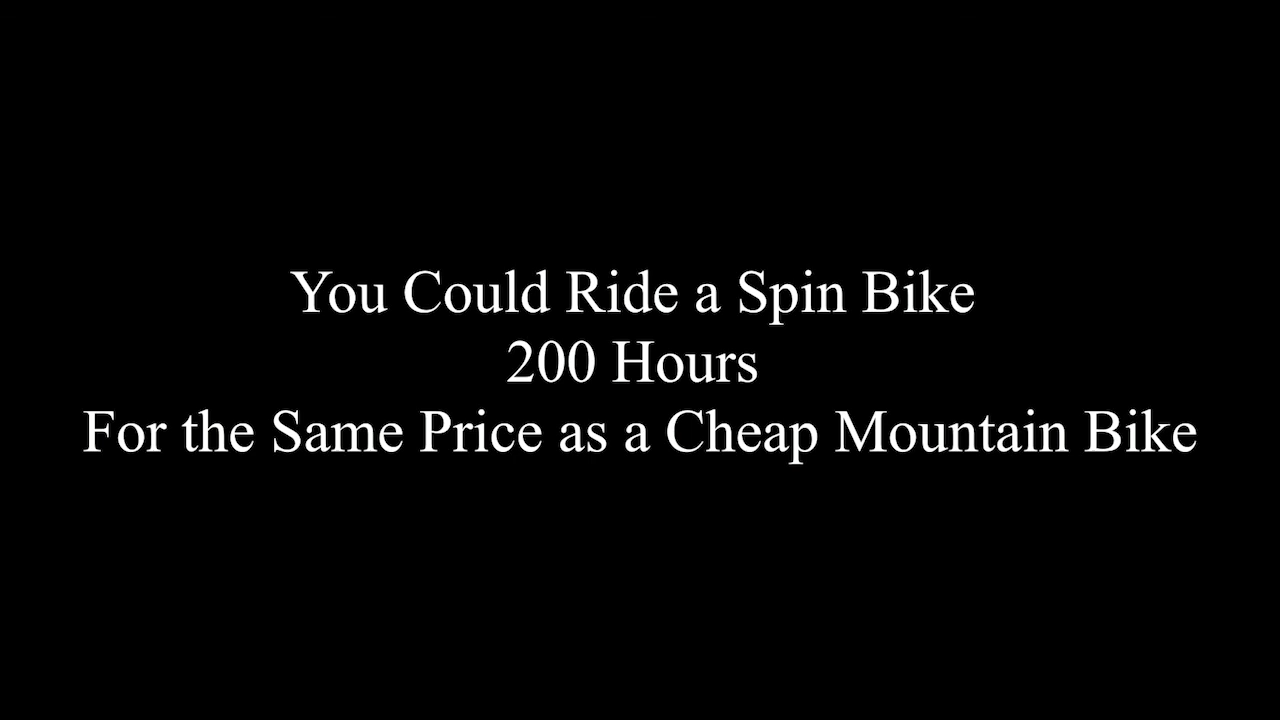 You Could Ride a Spin Bike
200 Hours
For the Same Price as a Cheap Mountain Bike